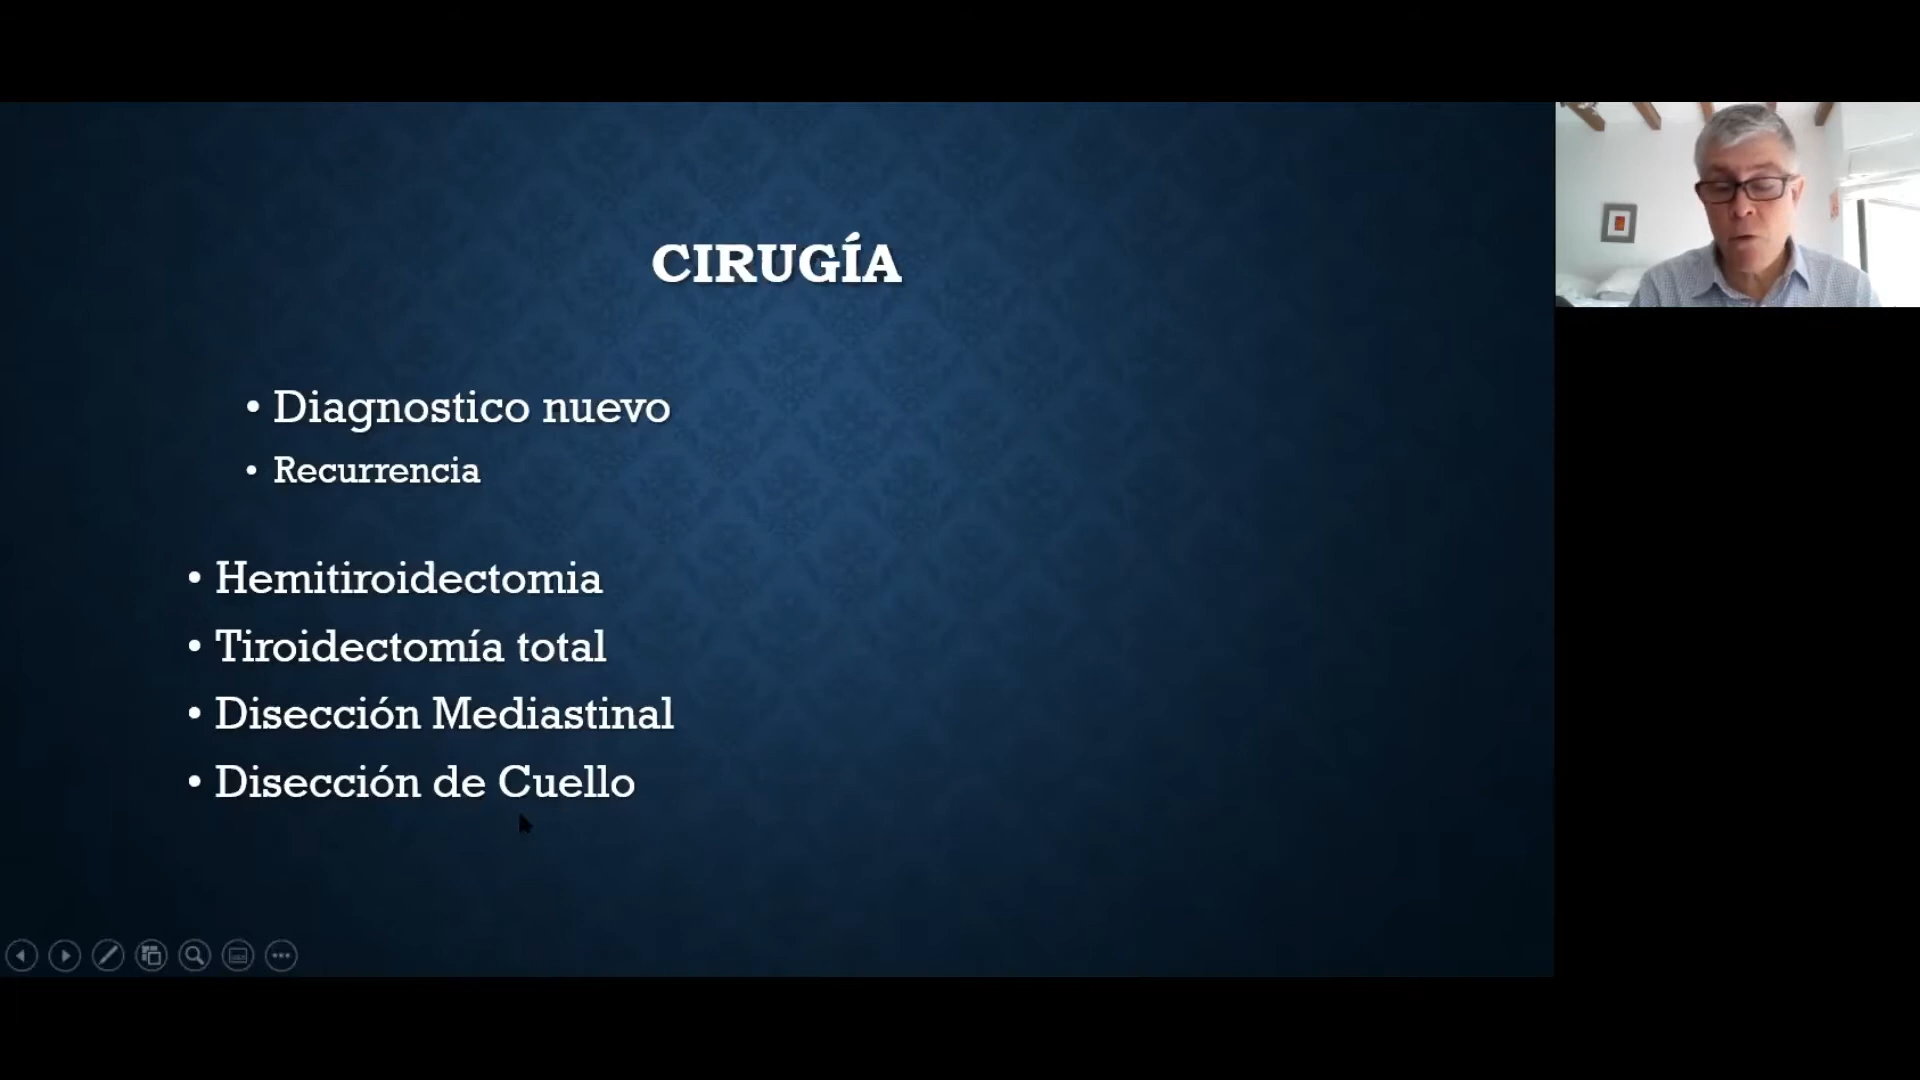 CIRUGÍA
• Diagnostico nuevo
• Recurrencia
• Hemitiroidectomia
• Tiroidectomía total
• Disección Mediastinal
• Disección de Cuello